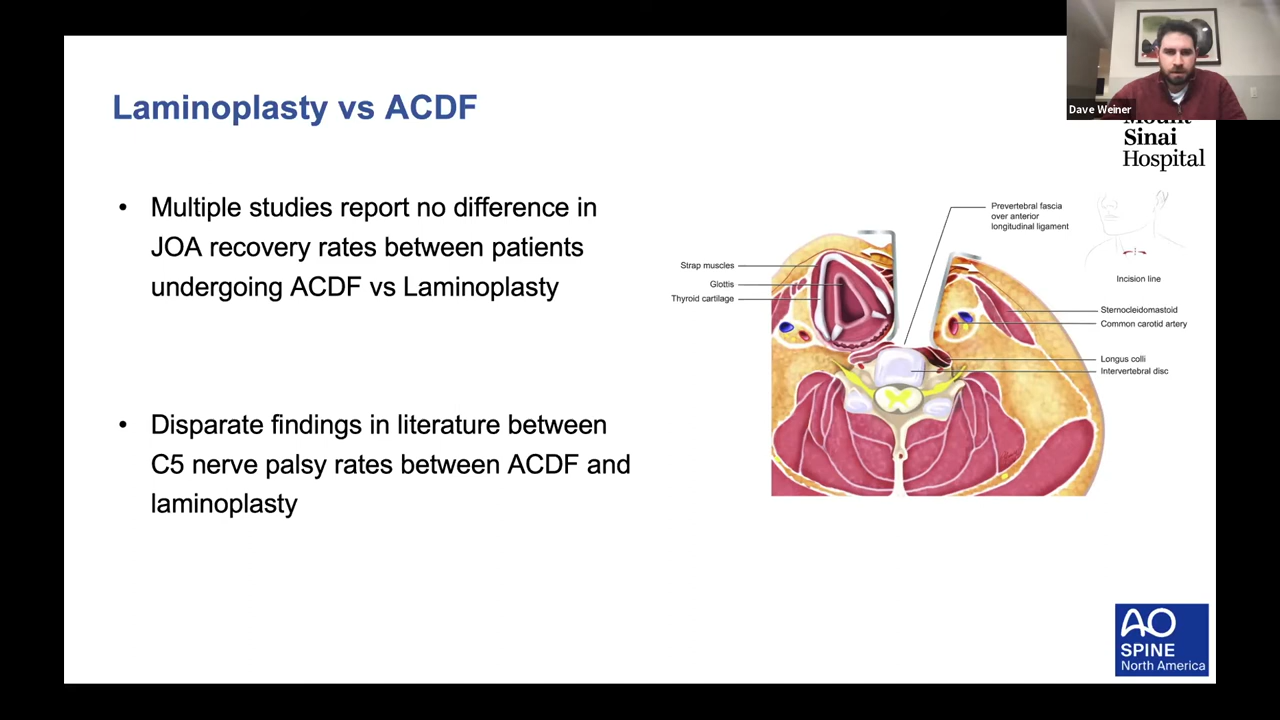 Laminoplasty vs ACDF
• Multiple studies report no difference in
JOA recovery rates between patients
undergoing ACDF vs Laminoplasty
• Disparate findings in literature between
C5 nerve palsy rates between ACDF and
laminoplasty
Dave Weiner
Mount
Sinai
Hospital
Prevertebral fascia
over anterior
longitudinal ligament
Strap muscles
Glottis
Thyroid cartilage
Incision line
Sternocleidomastoid
Common carotid artery
Longus colli
Intervertebral disc
AO
SPINE
North America